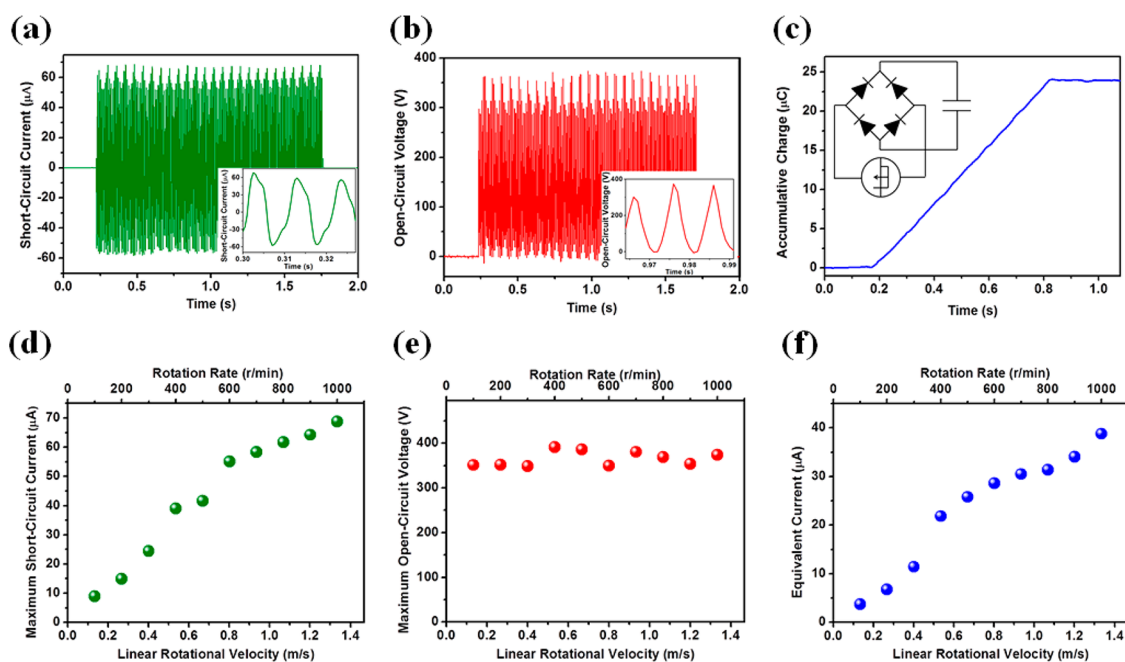 (a)
Short-Circuit Current (μA)
80
60
40
20
0
-20
-40
-60
0.0 0.5 1.0 1.5 2.0
Time (s)
Short-Circuit Current (μA)
60
30
0
-30
-60
0.30 0.31 0.32
Time (s)
(b)
Open-Circuit Voltage (V)
400
300
200
100
0
0.0 0.5 1.0 1.5 2.0
Time (s)
Open-Circuit Voltage (V)
400
200
0
0.97 0.98 0.99
Time (s)
(c)
Accumulative Charge (μC)
25
20
15
10
5
0
0.0 0.2 0.4 0.6 0.8 1.0
Time (s)
(d)
Rotation Rate (r/min)
0 200 400 600 800 1000
Maximum Short-Circuit Current (μA)
70
60
50
40
30
20
10
0
0.0 0.2 0.4 0.6 0.8 1.0 1.2 1.4
Linear Rotational Velocity (m/s)
(e)
Rotation Rate (r/min)
0 200 400 600 800 1000
Maximum Open-Circuit Voltage (V)
400
300
200
100
0
0.0 0.2 0.4 0.6 0.8 1.0 1.2 1.4
Linear Rotational Velocity (m/s)
(f)
Rotation Rate (r/min)
0 200 400 600 800 1000
Equivalent Current (μA)
40
30
20
10
0
0.0 0.2 0.4 0.6 0.8 1.0 1.2 1.4
Linear Rotational Velocity (m/s)